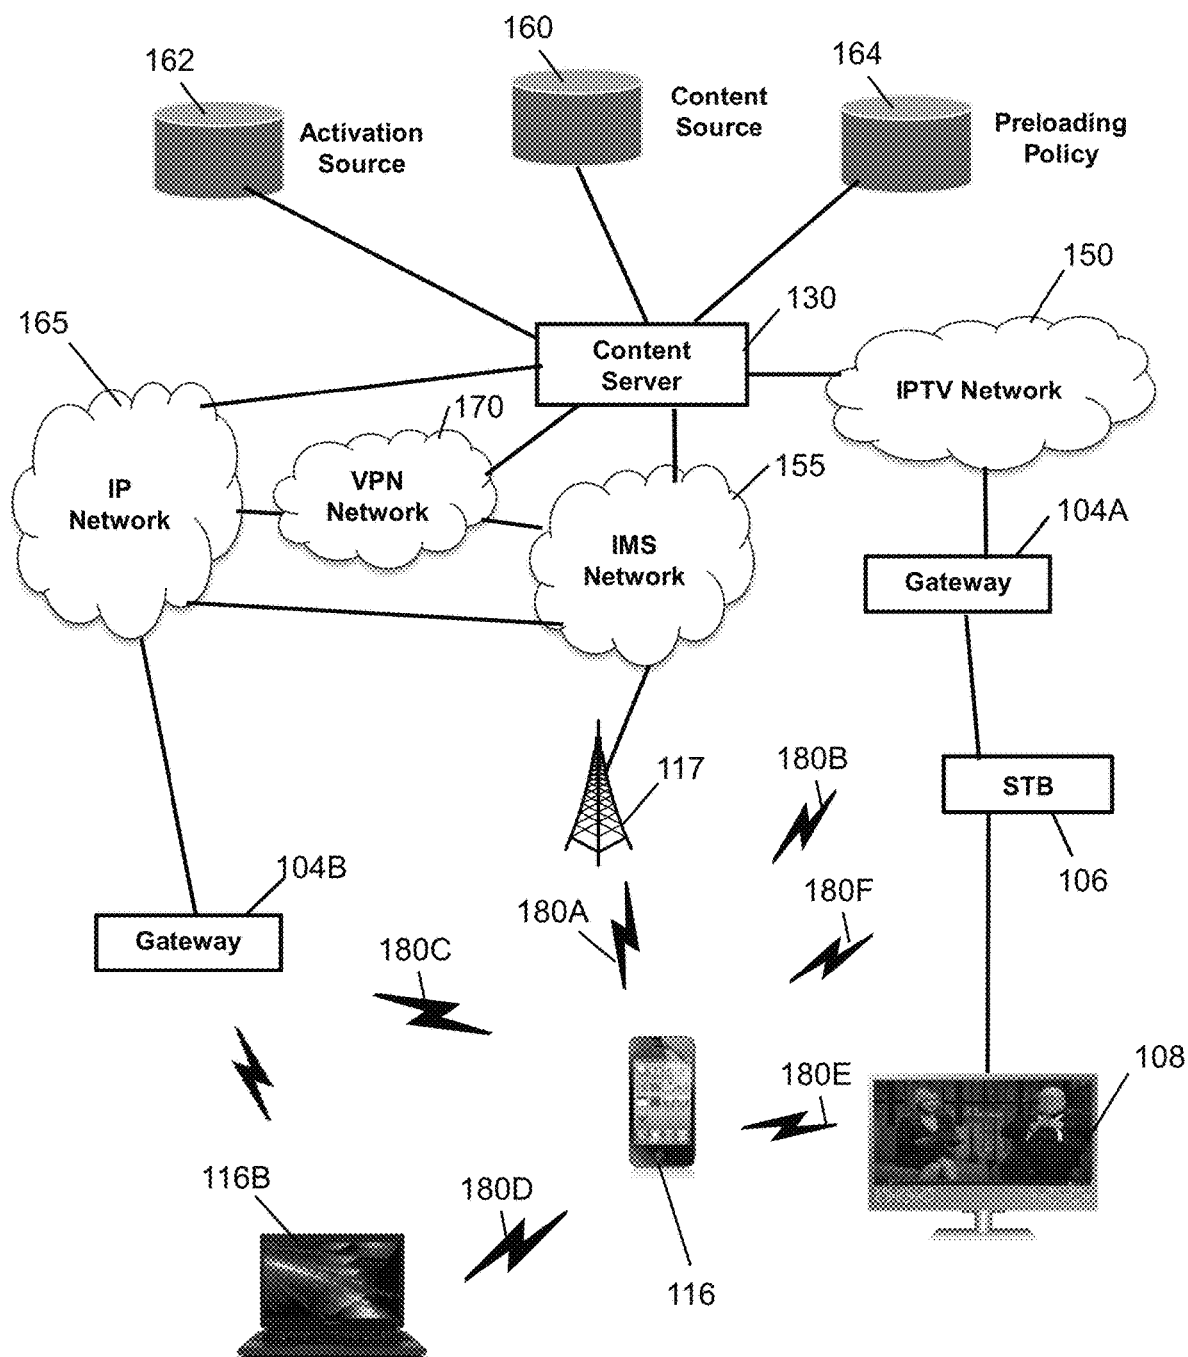 160
162
164
Content
Source
Activation
Source
Preloading
Policy
150
130
165
Content
Server
IPTV Network
170
155
VPN
Network
IP
Network
104A
IMS
Network
Gateway
180B
117
STB
104B
106
180F
180A
Gateway
180C
108
180E
116B
180D
116